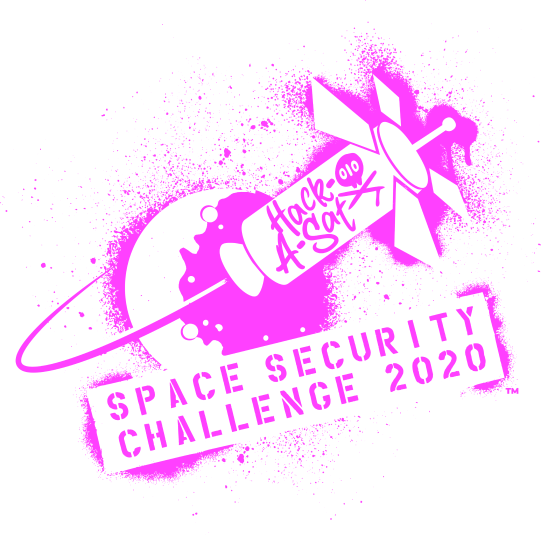 Hack-
A-Sat
010
SPACE SECURITY
CHALLENGE 2020
™